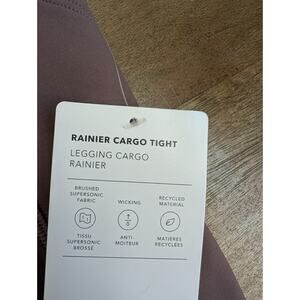 RAINIER CARGO TIGHT
LEGGING CARGO
RAINIER
BRUSHED
SUPERSONIC
FABRIC
WICKING
RECYCLED
MATERIAL
TISSU
SUPERSONIC
BROSSÉ
ANTI-
MOITEUR
MATIÈRES
RECYCLÉES